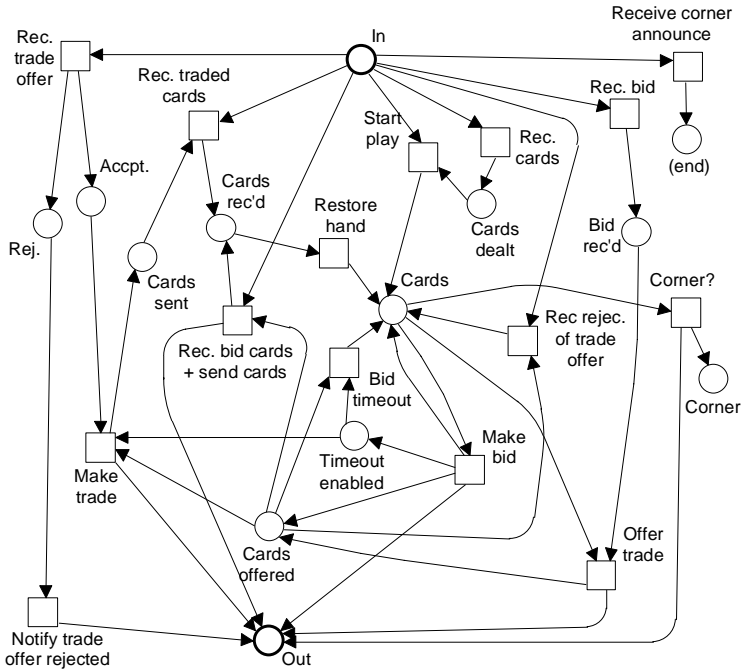 Receive corner
announce
In
Rec.
trade
offer
Rec. traded
cards
Rec. bid
Start
play
Rec.
cards
(end)
Accpt.
Cards
rec'd
Restore
hand
Cards
dealt
Bid
rec'd
Rej.
Cards
sent
Cards
Corner?
Rec. bid cards
+ send cards
Rec rejec.
of trade
offer
Bid
timeout
Corner
Make
trade
Timeout
enabled
Make
bid
Cards
offered
Offer
trade
Notify trade
offer rejected
Out